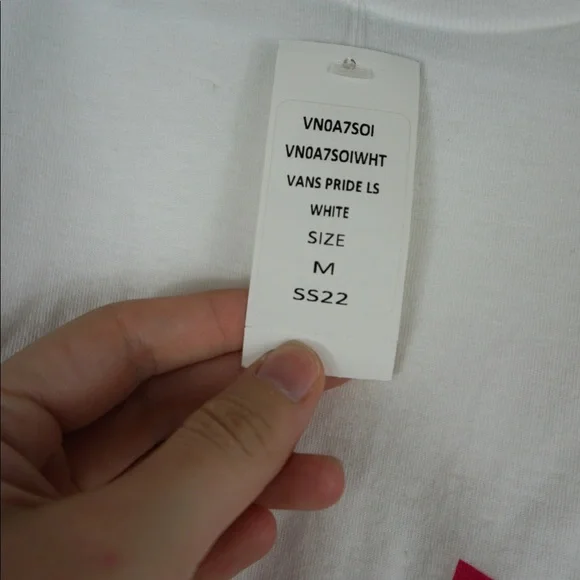 VN0A7SOI
VN0A7SOIWHT
VANS PRIDE LS
WHITE
SIZE
M
SS22